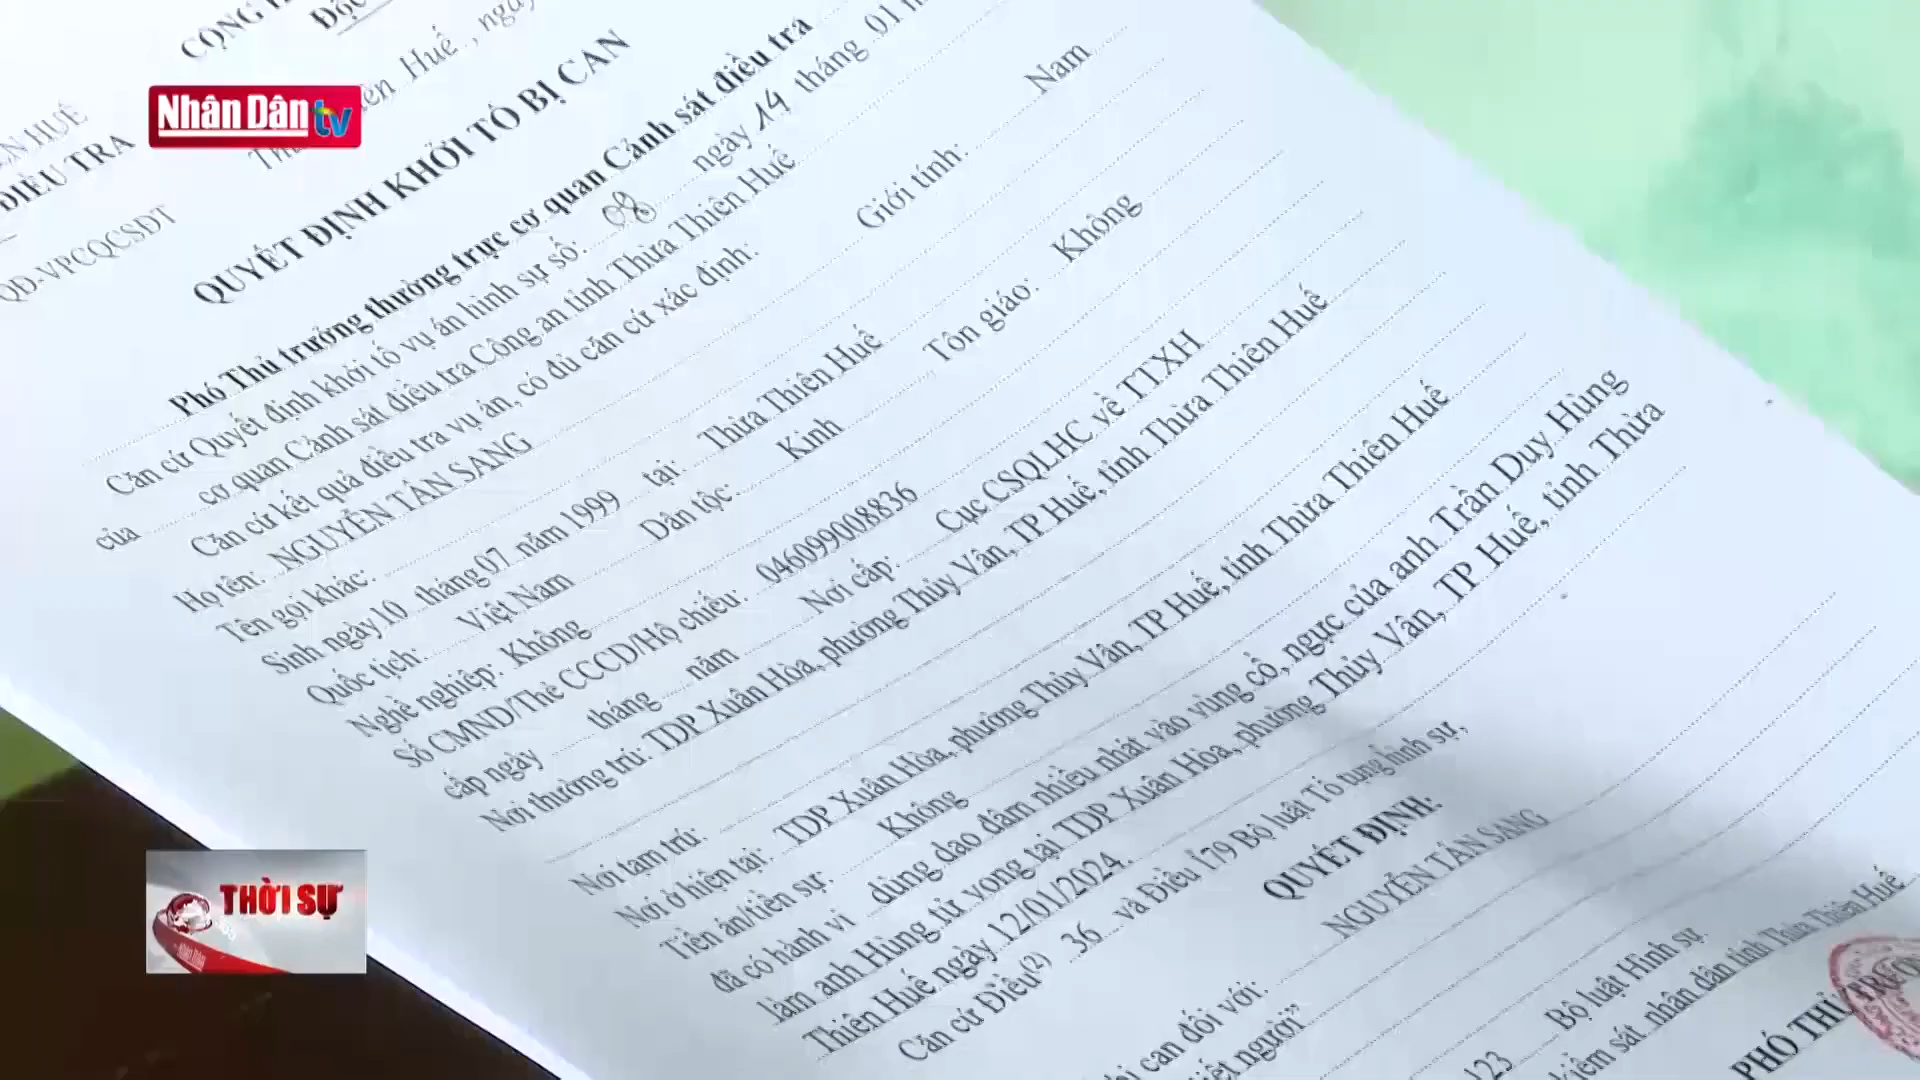 CỘNG H
Độc
ÊN HUẾ
ĐIỀU TRA
Nhân Dân tv
Huế, ngày
QĐ-VPCQCSĐT
QUYẾT ĐỊNH KHỞI TỐ BỊ CAN
Phó Thủ trưởng thường trực cơ quan Cảnh sát điều tra
Căn cứ Quyết định khởi tố vụ án hình sự số: 08 ngày 14 tháng 01
của cơ quan Cảnh sát điều tra Công an tỉnh Thừa Thiên Huế
Căn cứ kết quả điều tra vụ án, có đủ căn cứ xác định:
Họ tên: NGUYỄN TẤN SANG Giới tính: Nam
Tên gọi khác:
Sinh ngày 10 tháng 07 năm 1999 tại: Thừa Thiên Huế
Quốc tịch: Việt Nam Dân tộc: Kinh Tôn giáo: Không
Nghề nghiệp: Không
Số CMND/Thẻ CCCD/Hộ chiếu: 046099008836
cấp ngày tháng năm Nơi cấp: Cục CSQLHC về TTXH
Nơi thường trú: TDP Xuân Hòa, phường Thủy Vân, TP Huế, tỉnh Thừa Thiên Huế
Nơi tạm trú:
Nơi ở hiện tại: TDP Xuân Hòa, phường Thủy Vân, TP Huế, tỉnh Thừa Thiên Huế
Tiền án/tiền sự: Không
đã có hành vi dùng dao đâm nhiều nhát vào vùng cổ, ngực của anh Trần Duy Hùng
làm anh Hùng tử vong tại TDP Xuân Hòa, phường Thủy Vân, TP Huế, tỉnh Thừa
Thiên Huế ngày 12/01/2024.
Căn cứ Điều(2) 36 và Điều 179 Bộ luật Tố tụng hình sự,
QUYẾT ĐỊNH:
bị can đối với: NGUYỄN TẤN SANG
iết người”
123 Bộ luật Hình sự.
kiểm sát nhân dân tỉnh Thừa Thiên Huế
PHÓ THỦ TRƯỞN
THỜI SỰ